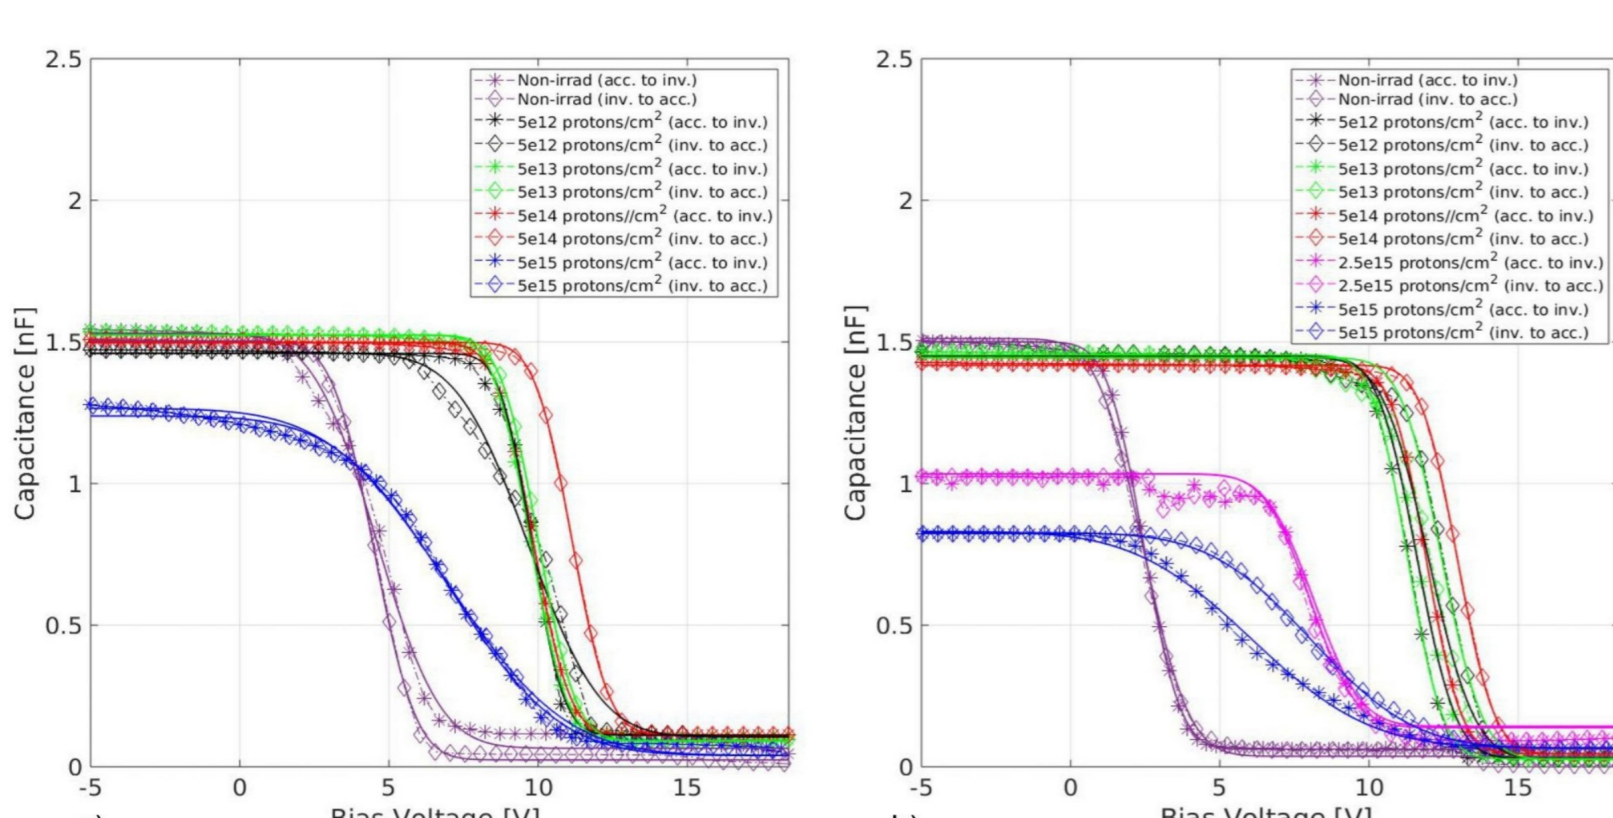 2.5
2
1.5
1
0.5
0
-5
0
5
10
15
Capacitance [nF]
Bias Voltage [V]
Non-irrad (acc. to inv.)
Non-irrad (inv. to acc.)
5e12 protons/cm² (acc. to inv.)
5e12 protons/cm² (inv. to acc.)
5e13 protons/cm² (acc. to inv.)
5e13 protons/cm² (inv. to acc.)
5e14 protons//cm² (acc. to inv.)
5e14 protons/cm² (inv. to acc.)
5e15 protons/cm² (acc. to inv.)
5e15 protons/cm² (inv. to acc.)
2.5
2
1.5
1
0.5
0
-5
0
5
10
15
Capacitance [nF]
Bias Voltage [V]
Non-irrad (acc. to inv.)
Non-irrad (inv. to acc.)
5e12 protons/cm² (acc. to inv.)
5e12 protons/cm² (inv. to acc.)
5e13 protons/cm² (acc. to inv.)
5e13 protons/cm² (inv. to acc.)
5e14 protons//cm² (acc. to inv.)
5e14 protons/cm² (inv. to acc.)
2.5e15 protons/cm² (acc. to inv.)
2.5e15 protons/cm² (inv. to acc.)
5e15 protons/cm² (acc. to inv.)
5e15 protons/cm² (inv. to acc.)